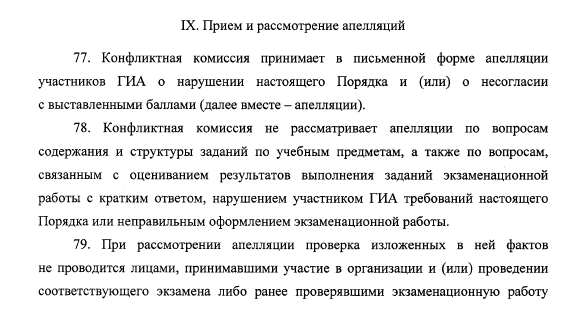 IX. Прием и рассмотрение апелляций
77. Конфликтная комиссия принимает в письменной форме апелляции
участников ГИА о нарушении настоящего Порядка и (или) о несогласии
с выставленными баллами (далее вместе – апелляции).
78. Конфликтная комиссия не рассматривает апелляции по вопросам
содержания и структуры заданий по учебным предметам, а также по вопросам,
связанным с оцениванием результатов выполнения заданий экзаменационной
работы с кратким ответом, нарушением участником ГИА требований настоящего
Порядка или неправильным оформлением экзаменационной работы.
79. При рассмотрении апелляции проверка изложенных в ней фактов
не проводится лицами, принимавшими участие в организации и (или) проведении
соответствующего экзамена либо ранее проверявшими экзаменационную работу